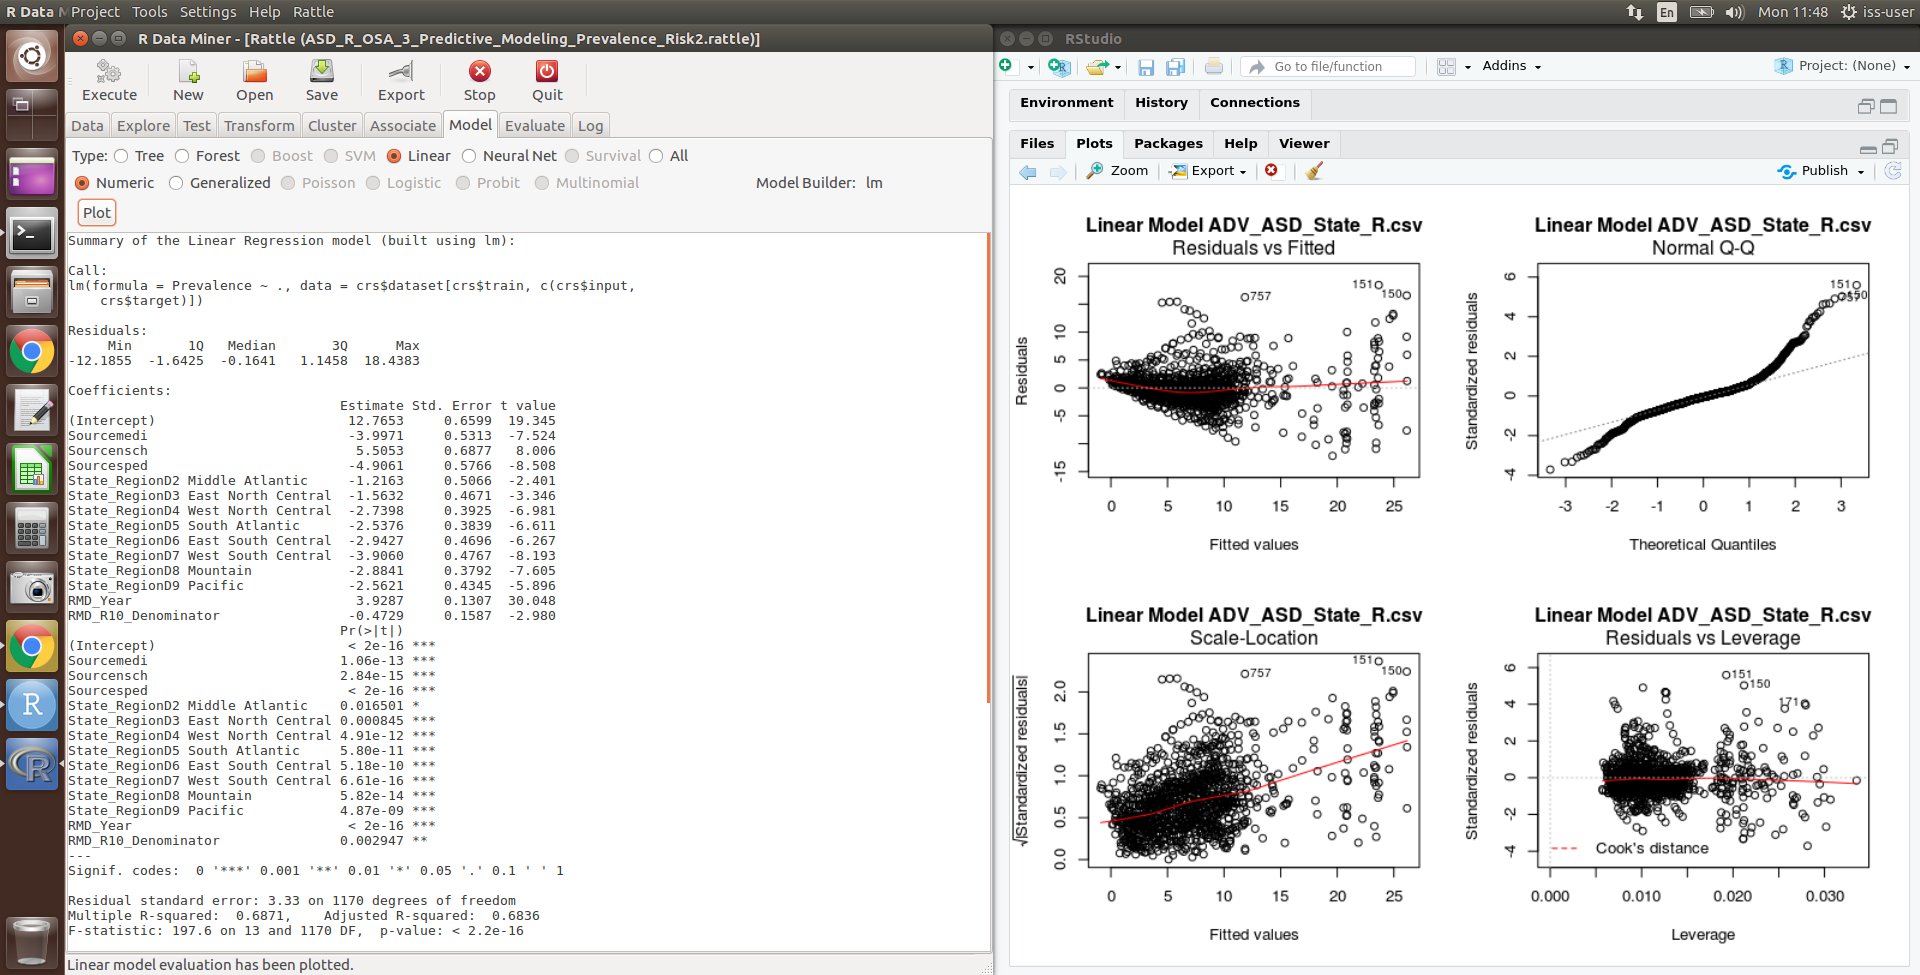 R Data M Project Tools Settings Help Rattle
En Mon 11:48 iss-user
R Data Miner - [Rattle (ASD_R_OSA_3_Predictive_Modeling_Prevalence_Risk2.rattle)]
Execute New Open Save Export Stop Quit
Data Explore Test Transform Cluster Associate Model Evaluate Log
Type: Tree Forest Boost SVM Linear Neural Net Survival All
Numeric Generalized Poisson Logistic Probit Multinomial Model Builder: lm
Plot
Summary of the Linear Regression model (built using lm):
Call:
lm(formula = Prevalence ~ ., data = crs$dataset[crs$train, c(crs$input,
crs$target)])
Residuals:
Min 1Q Median 3Q Max
-12.1855 -1.6425 -0.1641 1.1458 18.4383
Coefficients:
Estimate Std. Error t value
(Intercept) 12.7653 0.6599 19.345
Sourcemedi -3.9971 0.5313 -7.524
Sourcensch 5.5053 0.6877 8.006
Sourcesped -4.9061 0.5766 -8.508
State_RegionD2 Middle Atlantic -1.2163 0.5066 -2.401
State_RegionD3 East North Central -1.5632 0.4671 -3.346
State_RegionD4 West North Central -2.7398 0.3925 -6.981
State_RegionD5 South Atlantic -2.5376 0.3839 -6.611
State_RegionD6 East South Central -2.9427 0.4696 -6.267
State_RegionD7 West South Central -3.9060 0.4767 -8.193
State_RegionD8 Mountain -2.8841 0.3792 -7.605
State_RegionD9 Pacific -2.5621 0.4345 -5.896
RMD_Year 3.9287 0.1307 30.048
RMD_R10_Denominator -0.4729 0.1587 -2.980
Pr(>|t|)
(Intercept) < 2e-16 ***
Sourcemedi 1.06e-13 ***
Sourcensch 2.84e-15 ***
Sourcesped < 2e-16 ***
State_RegionD2 Middle Atlantic 0.016501 *
State_RegionD3 East North Central 0.000845 ***
State_RegionD4 West North Central 4.91e-12 ***
State_RegionD5 South Atlantic 5.80e-11 ***
State_RegionD6 East South Central 5.18e-10 ***
State_RegionD7 West South Central 6.61e-16 ***
State_RegionD8 Mountain 5.82e-14 ***
State_RegionD9 Pacific 4.87e-09 ***
RMD_Year < 2e-16 ***
RMD_R10_Denominator 0.002947 **
---
Signif. codes: 0 '***' 0.001 '**' 0.01 '*' 0.05 '.' 0.1 ' ' 1
Residual standard error: 3.33 on 1170 degrees of freedom
Multiple R-squared: 0.6871, Adjusted R-squared: 0.6836
F-statistic: 197.6 on 13 and 1170 DF, p-value: < 2.2e-16
Linear model evaluation has been plotted.
RStudio
Go to file/function Addins Project: (None)
Environment History Connections
Files Plots Packages Help Viewer
Zoom Export Publish
Linear Model ADV_ASD_State_R.csv
Residuals vs Fitted
Residuals
20
10
5
0
-5
-15
757
151
150
0 5 10 15 20 25
Fitted values
Linear Model ADV_ASD_State_R.csv
Normal Q-Q
Standardized residuals
6
4
2
0
-2
-4
151
150
757
-3 -2 -1 0 1 2 3
Theoretical Quantiles
Linear Model ADV_ASD_State_R.csv
Scale-Location
√|Standardized residuals|
2.0
1.5
1.0
0.5
0.0
757
151
150
0 5 10 15 20 25
Fitted values
Linear Model ADV_ASD_State_R.csv
Residuals vs Leverage
Standardized residuals
6
4
2
0
-2
-4
151
150
171
Cook's distance
0.000 0.010 0.020 0.030
Leverage